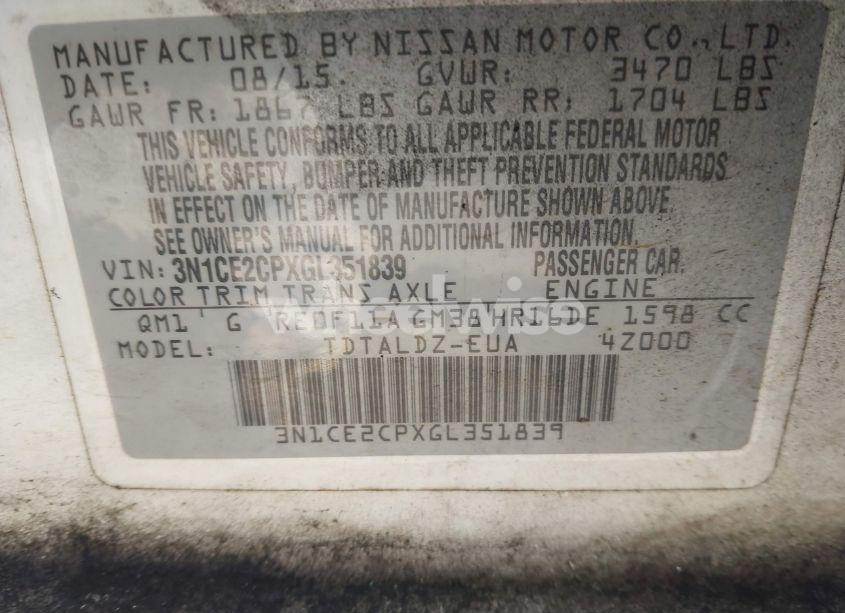 MANUFACTURED BY NISSAN MOTOR CO., LTD.
DATE: 08/15. GVWR: 3470 LBS
GAWR FR: 1867 LBS GAWR RR: 1704 LBS
THIS VEHICLE CONFORMS TO ALL APPLICABLE FEDERAL MOTOR
VEHICLE SAFETY, BUMPER AND THEFT PREVENTION STANDARDS
IN EFFECT ON THE DATE OF MANUFACTURE SHOWN ABOVE.
SEE OWNER'S MANUAL FOR ADDITIONAL INFORMATION.
VIN: 3N1CE2CPXGL351839 PASSENGER CAR.
COLOR TRIM TRANS AXLE ENGINE
QM1 G RE0F11A GM38 HR16DE 1598 CC
MODEL: TDTALDZ-EUA 4Z000
3N1CE2CPXGL351839